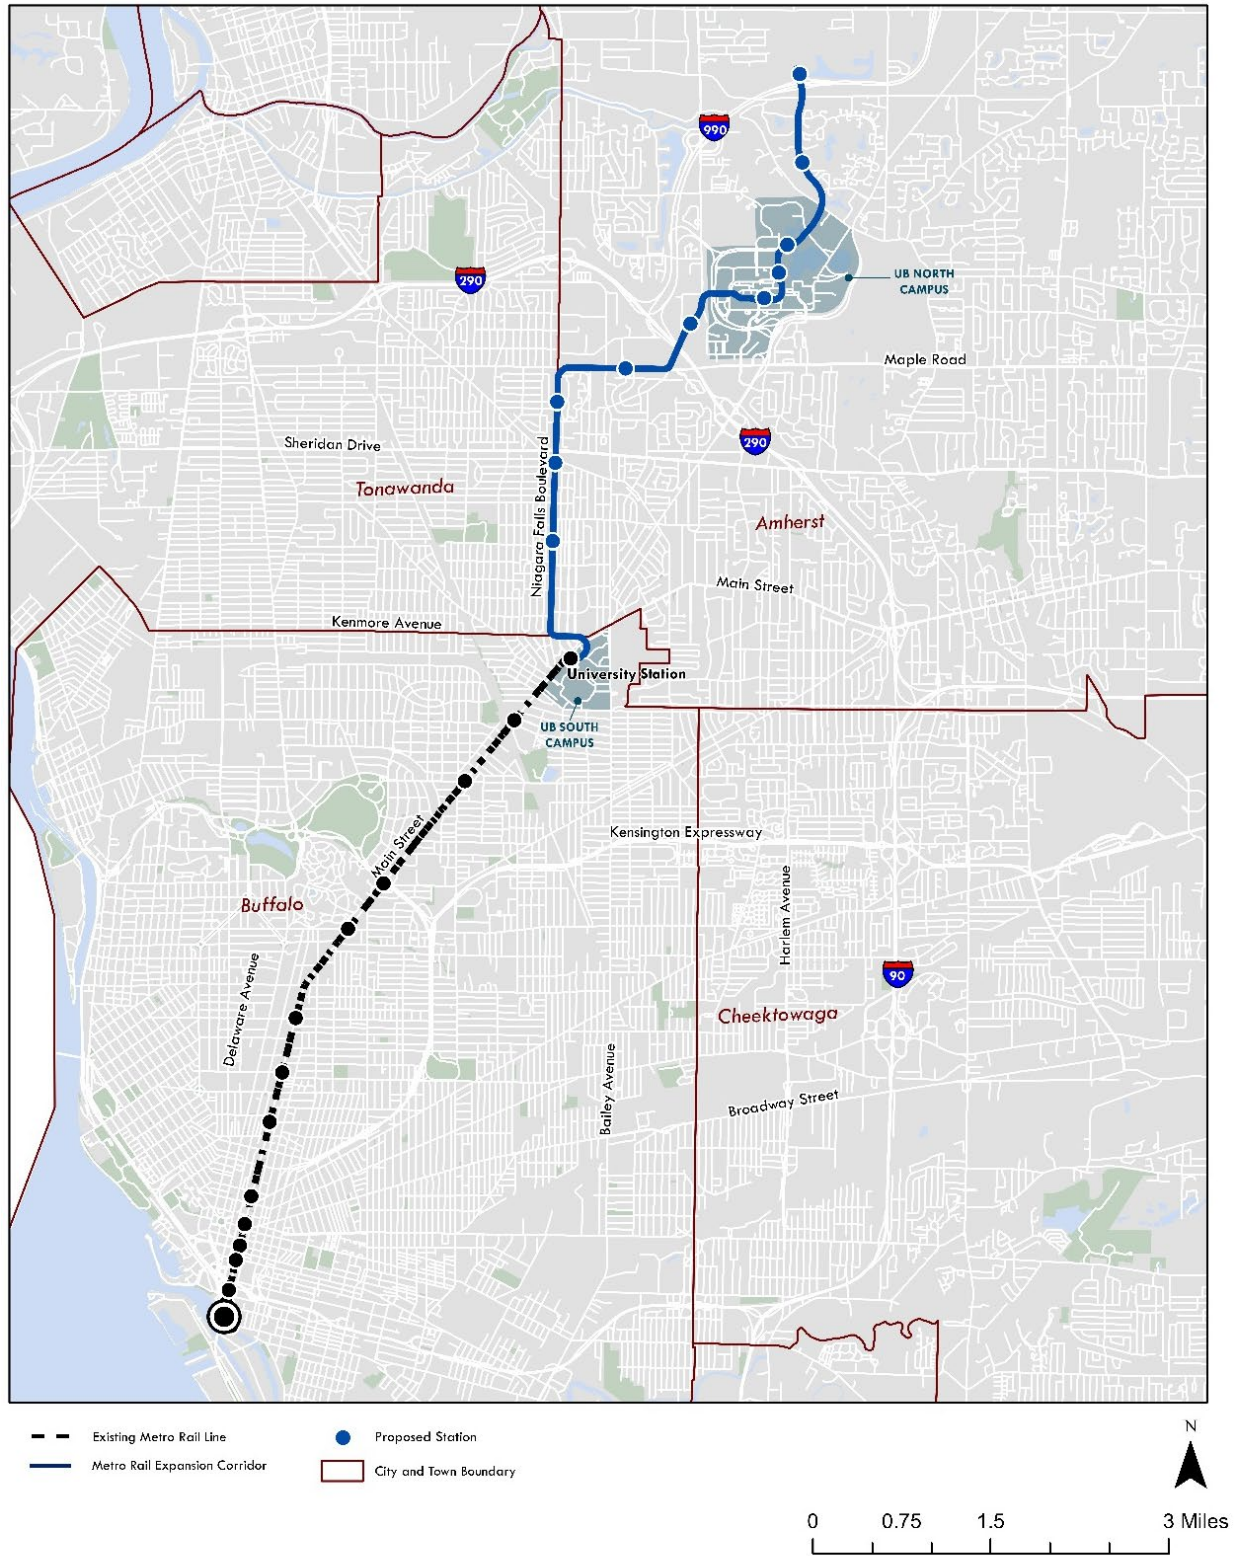 990
290
UB NORTH
CAMPUS
Maple Road
290
Sheridan Drive
Niagara Falls Boulevard
Tonawanda
Amherst
Main Street
Kenmore Avenue
University Station
UB SOUTH
CAMPUS
Main Street
Kensington Expressway
Harlem Avenue
Buffalo
Delaware Avenue
90
Cheektowaga
Bailey Avenue
Broadway Street
Existing Metro Rail Line
Proposed Station
Metro Rail Expansion Corridor
City and Town Boundary
N
0 0.75 1.5 3 Miles